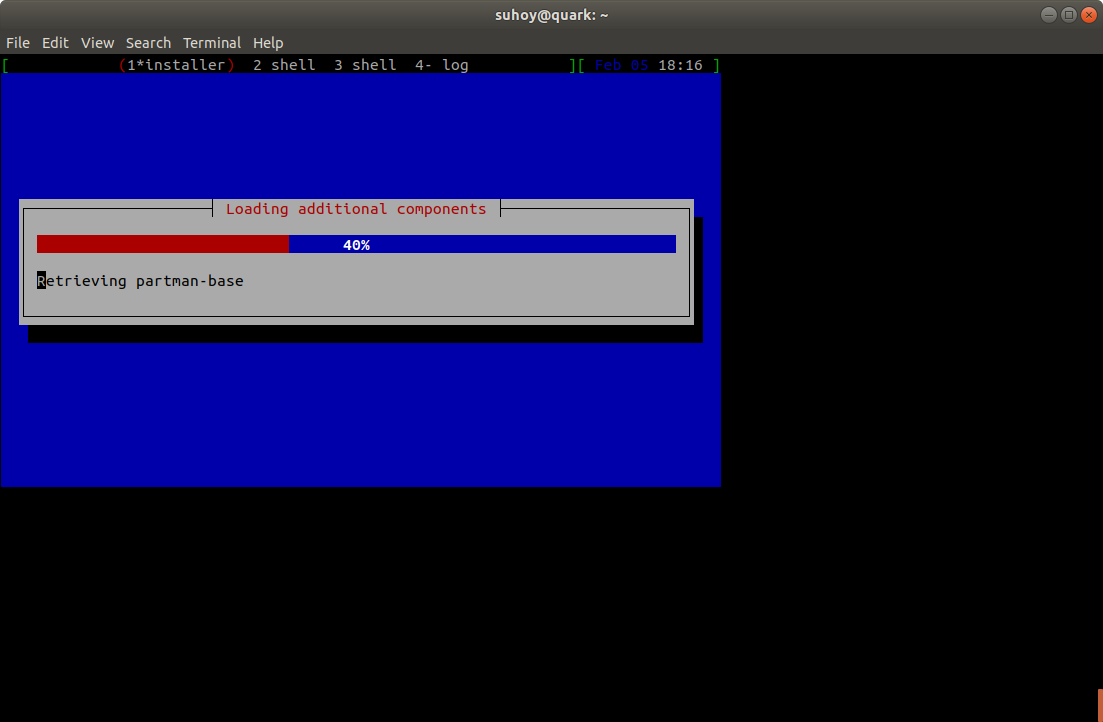 suhoy@quark: ~
File Edit View Search Terminal Help
[ (1*installer) 2 shell 3 shell 4- log ][ Feb 05 18:16 ]
Loading additional components
40%
Retrieving partman-base